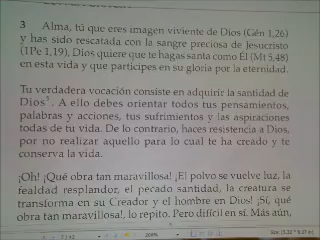 3 Alma, tú que eres imagen viviente de Dios (Gén 1,26)
y has sido rescatada con la sangre preciosa de Jesucristo
(1Pe 1,19), Dios quiere que te hagas santa como Él (Mt 5,48)
en esta vida y que participes en su gloria por la eternidad.
Tu verdadera vocación consiste en adquirir la santidad de
Dios⁵. A ello debes orientar todos tus pensamientos,
palabras y acciones, tus sufrimientos y las aspiraciones
todas de tu vida. De lo contrario, haces resistencia a Dios,
por no realizar aquello para lo cual te ha creado y te
conserva la vida.
¡Oh! ¡Qué obra tan maravillosa! ¡El polvo se vuelve luz, la
fealdad resplandor, el pecado santidad, la creatura se
transforma en su Creador y el hombre en Dios! ¡Sí, qué
obra tan maravillosa!, lo repito. Pero difícil en sí. Más aún,
200%